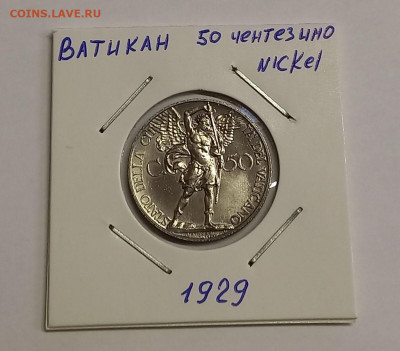 COINS.LAVE.RU
ВАТИКАН 50 чентезимо
NICKel
STATO DELLA CITTA DEL VATICANO
C. 50
1929